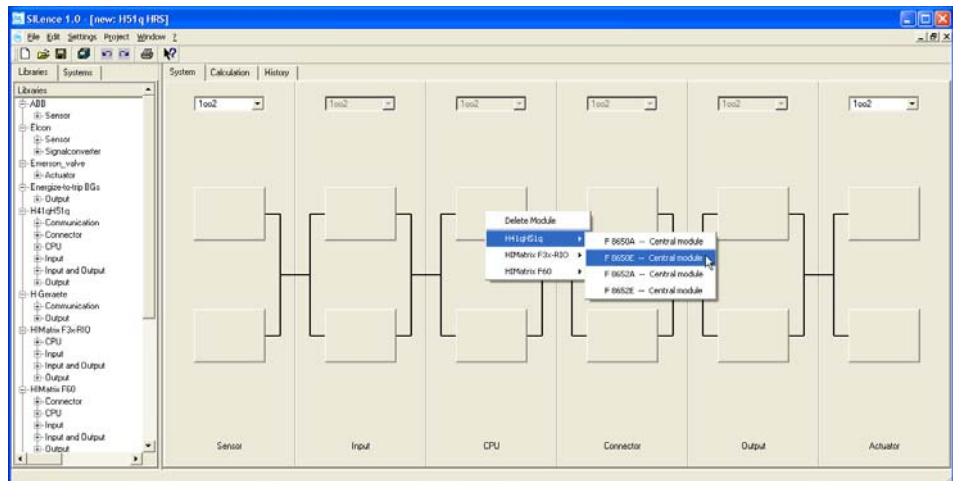 SILence 1.0 - [new: H51q HRS]
File Edit Settings Project Window ?
Libraries Systems
System Calculation History
Libraries
ABB
Sensor
Elcon
Sensor
Signalconverter
Emerson_valve
Actuator
Energize-to-trip BGs
Output
H41qH51q
Communication
Connector
CPU
Input
Input and Output
Output
H Geraete
Communication
Output
HIMatrix F3x-RIO
CPU
Input
Input and Output
Output
HIMatrix F60
Connector
CPU
Input
Input and Output
Output
1oo2 1oo2 1oo2 1oo2 1oo2 1oo2
Delete Module
H41qH51q
HIMatrix F3x-RIO
HIMatrix F60
F 8650A -- Central module
F 8650E -- Central module
F 8652A -- Central module
F 8652E -- Central module
Sensor Input CPU Connector Output Actuator